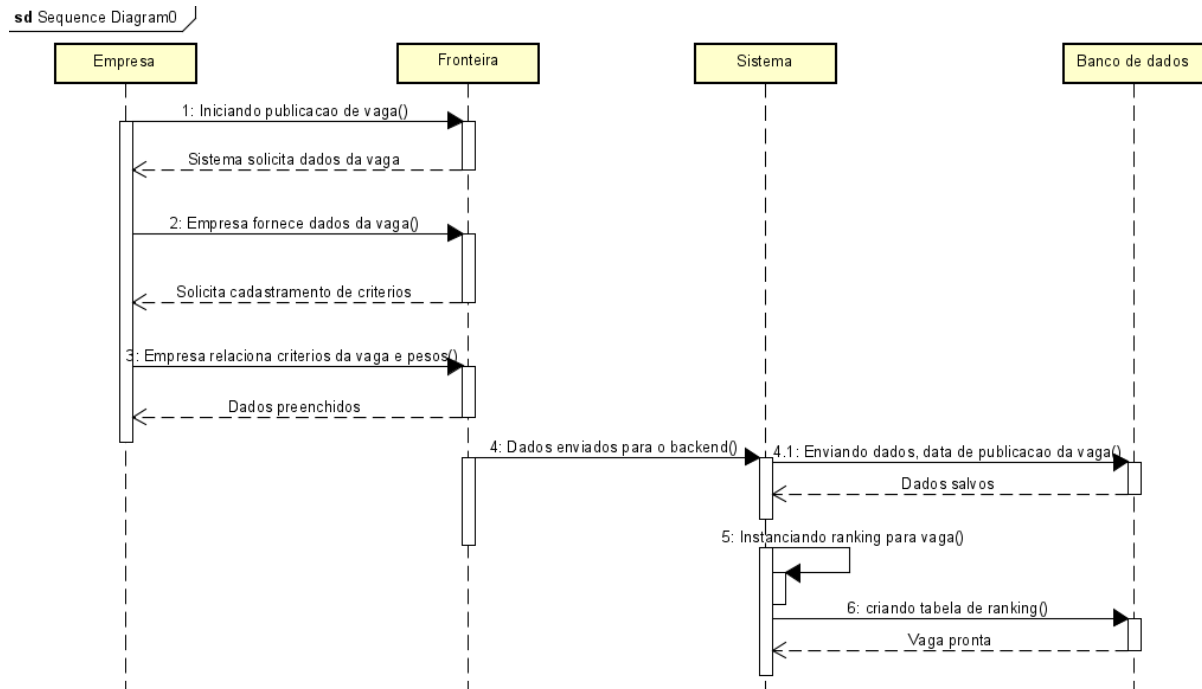 sd Sequence Diagram0
Empresa
Fronteira
Sistema
Banco de dados
1: Iniciando publicacao de vaga()
Sistema solicita dados da vaga
2: Empresa fornece dados da vaga()
Solicita cadastramento de criterios
3: Empresa relaciona criterios da vaga e pesos()
Dados preenchidos
4: Dados enviados para o backend()
4.1: Enviando dados, data de publicacao da vaga()
Dados salvos
5: Instanciando ranking para vaga()
6: criando tabela de ranking()
Vaga pronta